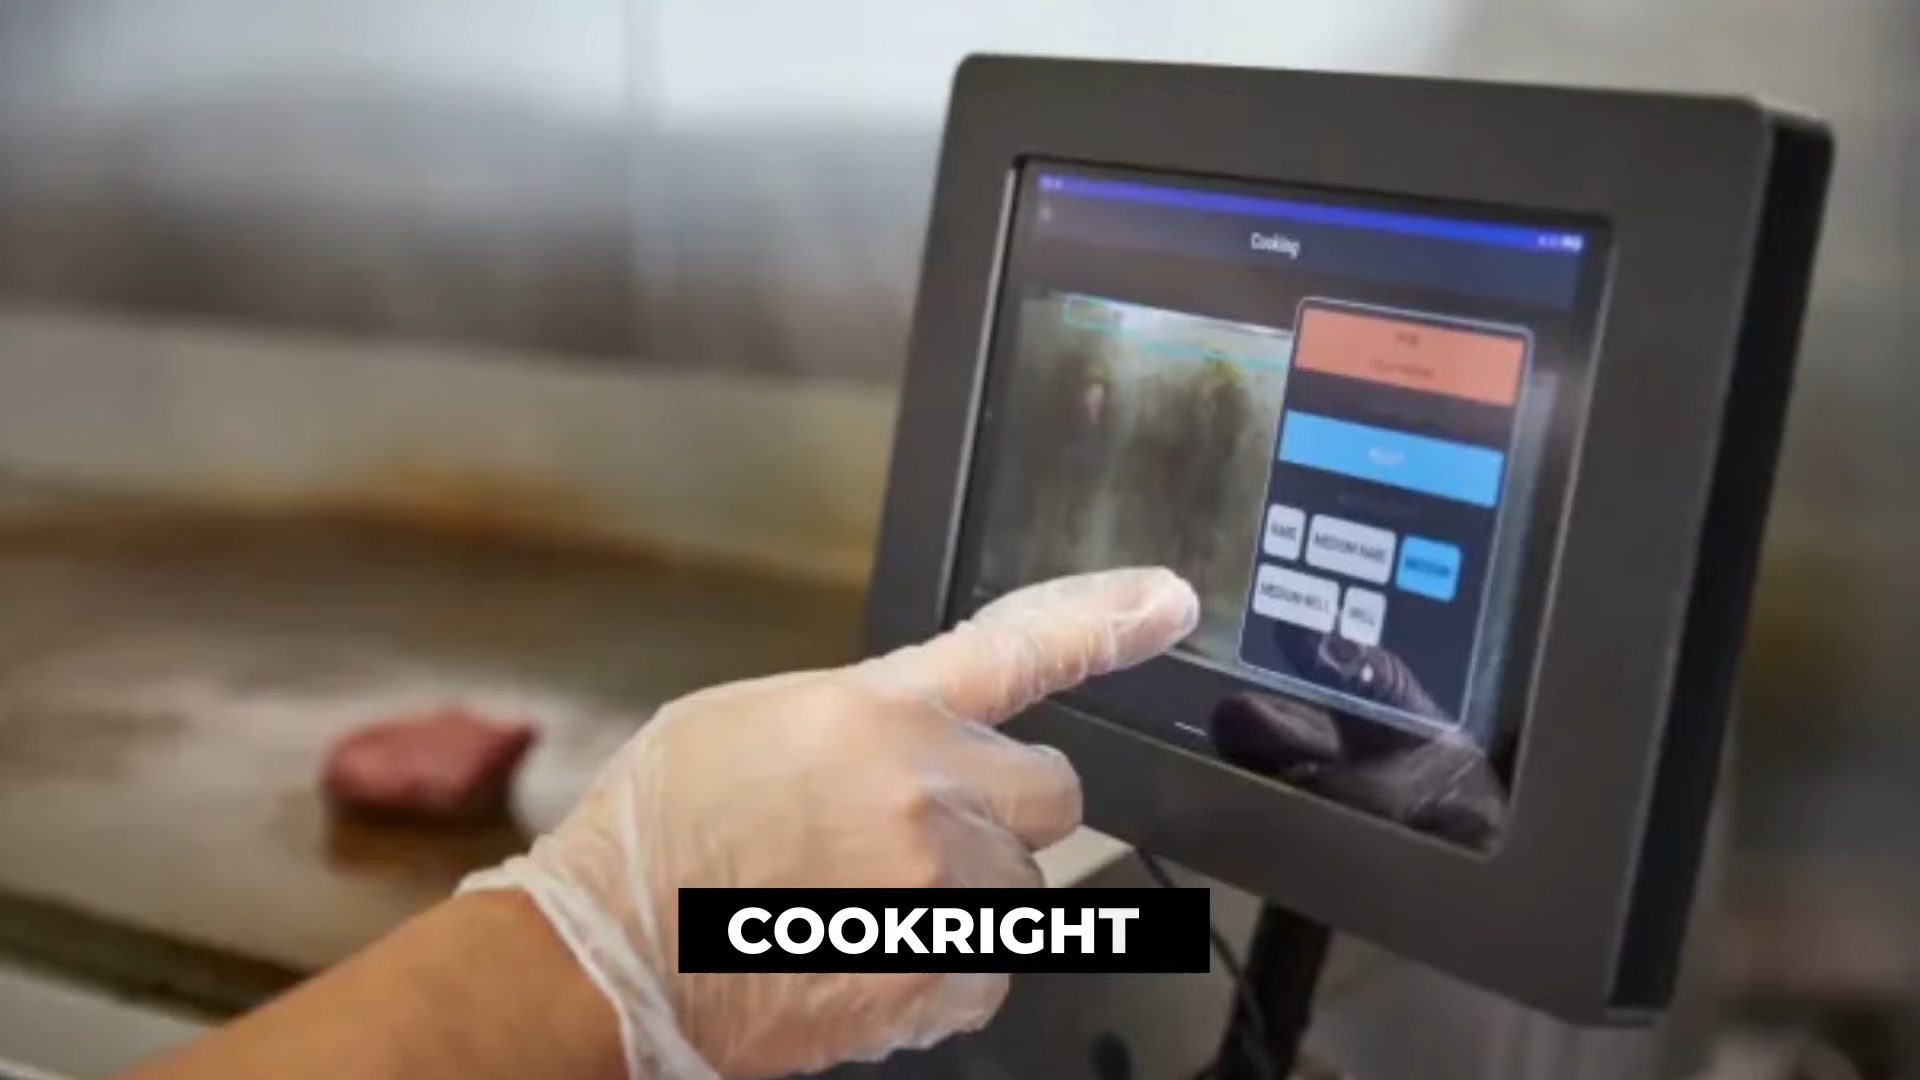 Cooking
RARE
MEDIUM RARE
MEDIUM
MEDIUM WELL
WELL
COOKRIGHT